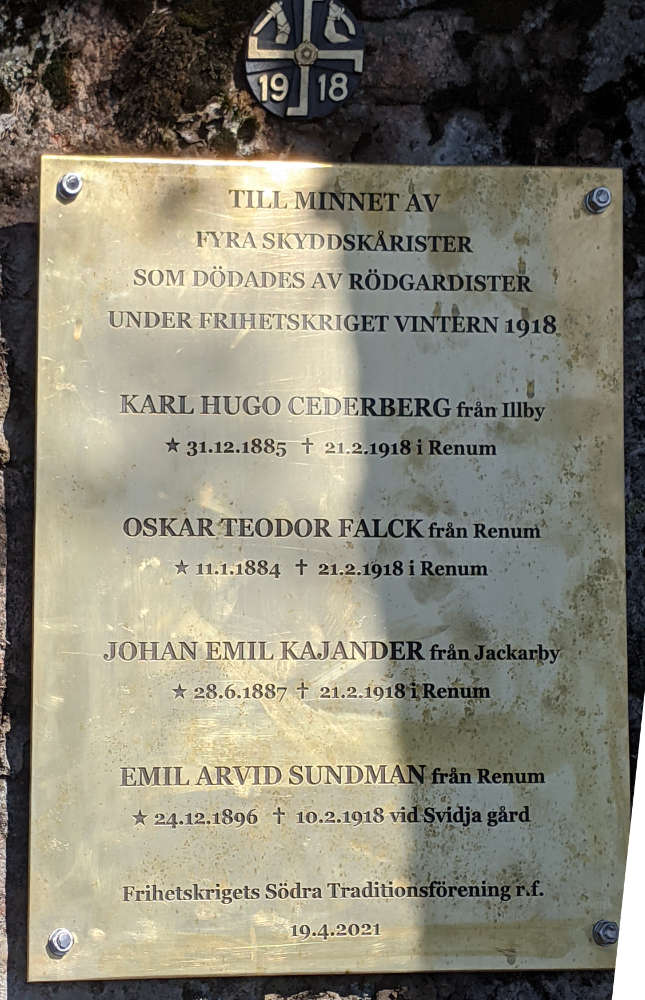 1918
TILL MINNET AV
FYRA SKYDDSKÅRISTER
SOM DÖDADES AV RÖDGARDISTER
UNDER FRIHETSKRIGET VINTERN 1918
KARL HUGO CEDERBERG från Illby
★ 31.12.1885 † 21.2.1918 i Renum
OSKAR TEODOR FALCK från Renum
★ 11.1.1884 † 21.2.1918 i Renum
JOHAN EMIL KAJANDER från Jackarby
★ 28.6.1887 † 21.2.1918 i Renum
EMIL ARVID SUNDMAN från Renum
★ 24.12.1896 † 10.2.1918 vid Svidja gård
Frihetskrigets Södra Traditionsförening r.f.
19.4.2021